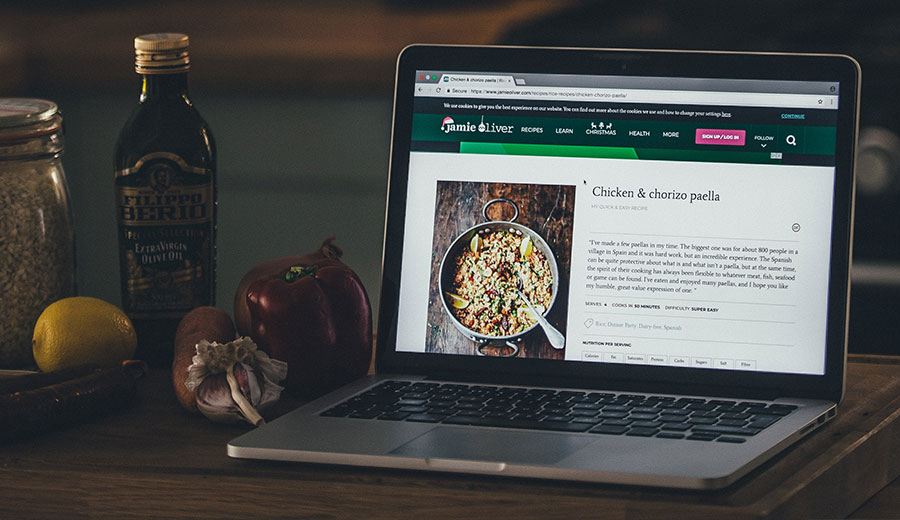 FILIPPO
BERIO
EXTRA VIRGIN
OLIVE OIL
Chicken & chorizo paella | Ric
Secure https://www.jamieoliver.com/recipes/rice-recipes/chicken-chorizo-paella/
We use cookies to give you the best experience on our website. You can find out more about the cookies we use and how to change your settings here. CONTINUE
jamie oliver RECIPES LEARN CHRISTMAS HEALTH MORE SIGN UP/LOG IN FOLLOW
Chicken & chorizo paella
MY QUICK & EASY RECIPE
"I've made a few paellas in my time. The biggest one was for about 800 people in a
village in Spain and it was hard work, but an incredible experience. The Spanish
can be quite protective about what is and what isn't a paella, but at the same time,
the spirit of their cooking has always been flexible to whatever meat, fish, seafood
or game can be found. I've eaten and enjoyed many paellas, and I hope you like
my humble, great value expression of one. "
SERVES 4 COOKS IN 50 MINUTES DIFFICULTY SUPER EASY
Rice, Dinner Party, Dairy-free, Spanish
NUTRITION PER SERVING:
Calories Fat Saturates Protein Carbs Sugars Salt Fibre